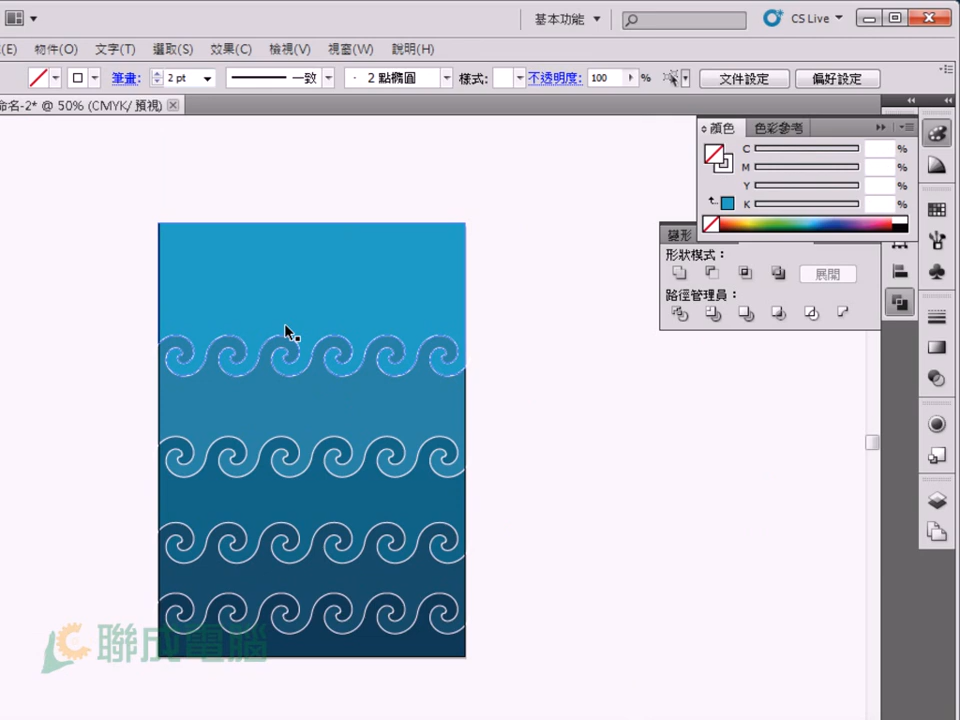 基本功能
CS Live
(E) 物件(O) 文字(T) 選取(S) 效果(C) 檢視(V) 視窗(W) 說明(H)
筆畫: 2 pt 一致 2 點橢圓 樣式: 不透明度: 100 % 文件設定 偏好設定
命名-2* @ 50% (CMYK/ 預視)
顏色 色彩參考
C %
M %
Y %
K %
變形
形狀模式:
展開
路徑管理員:
聯成電腦